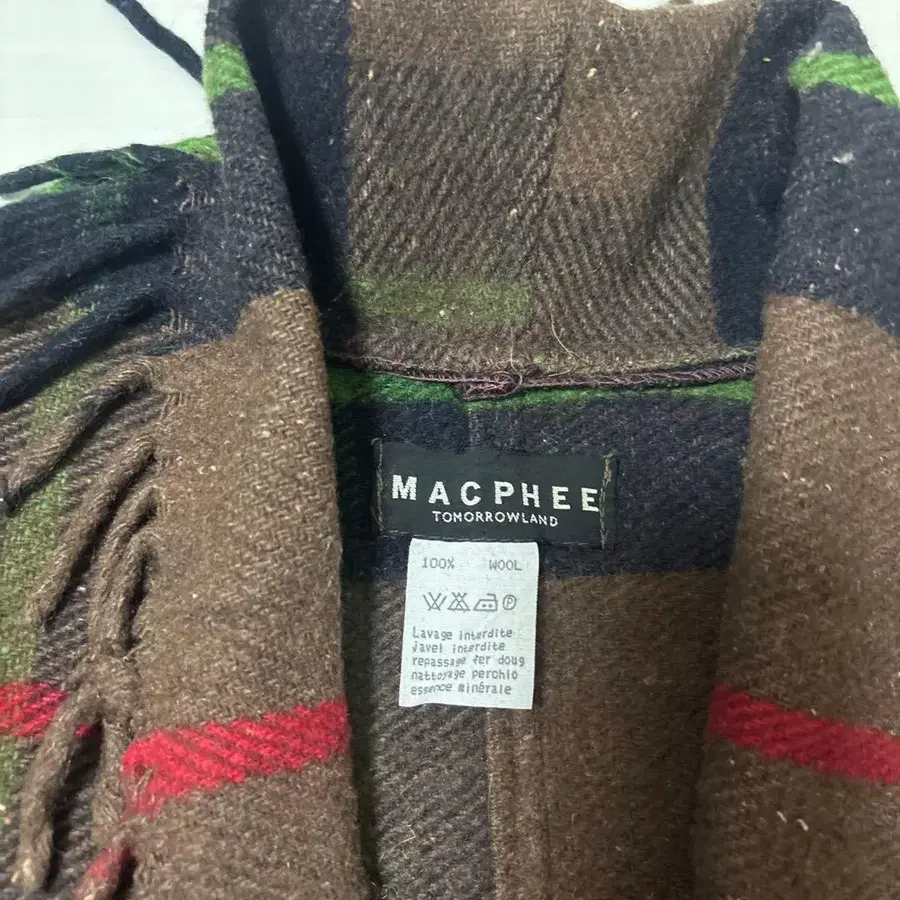 MACPHEE
TOMORROWLAND
100% WOOL
P
Lavage interdite
Javel interdite
repassage fer doug
nattoyage perchlo
essence minérale